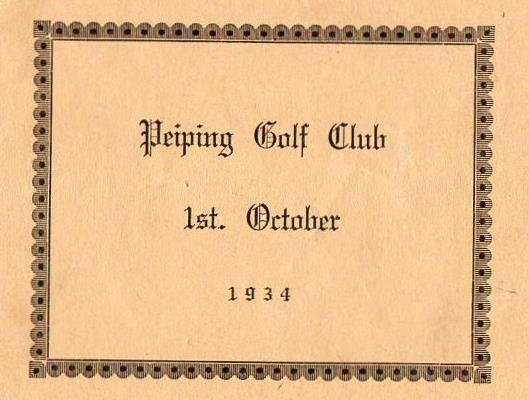 Peiping Golf Club
1st. October
1934